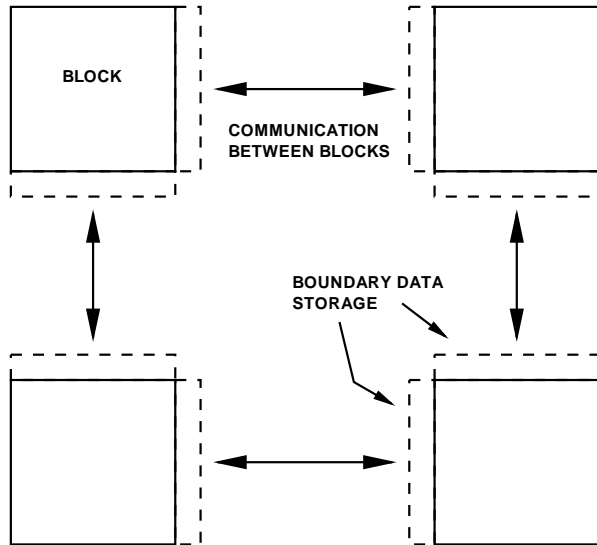 BLOCK
COMMUNICATION
BETWEEN BLOCKS
BOUNDARY DATA
STORAGE